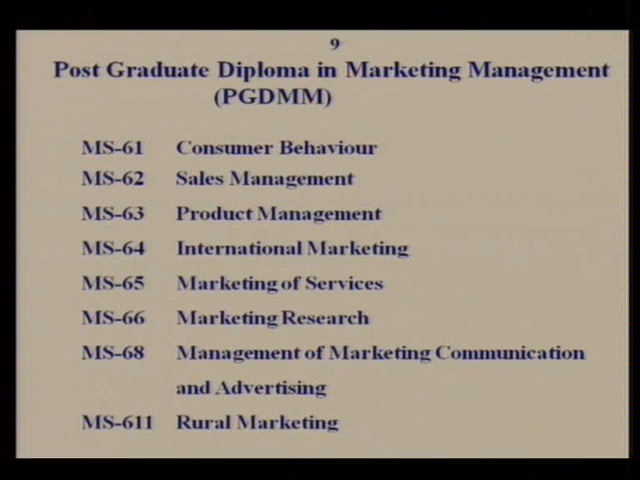 9
Post Graduate Diploma in Marketing Management
(PGDMM)
MS-61 Consumer Behaviour
MS-62 Sales Management
MS-63 Product Management
MS-64 International Marketing
MS-65 Marketing of Services
MS-66 Marketing Research
MS-68 Management of Marketing Communication
and Advertising
MS-611 Rural Marketing